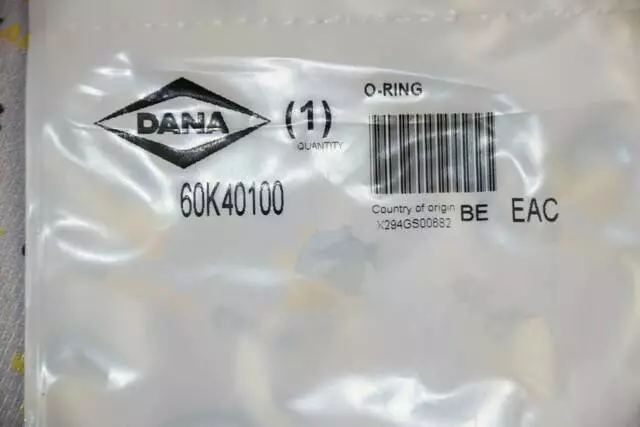 DANA
(1)
QUANTITY
60K40100
O-RING
Country of origin BE EAC
X294GS00682